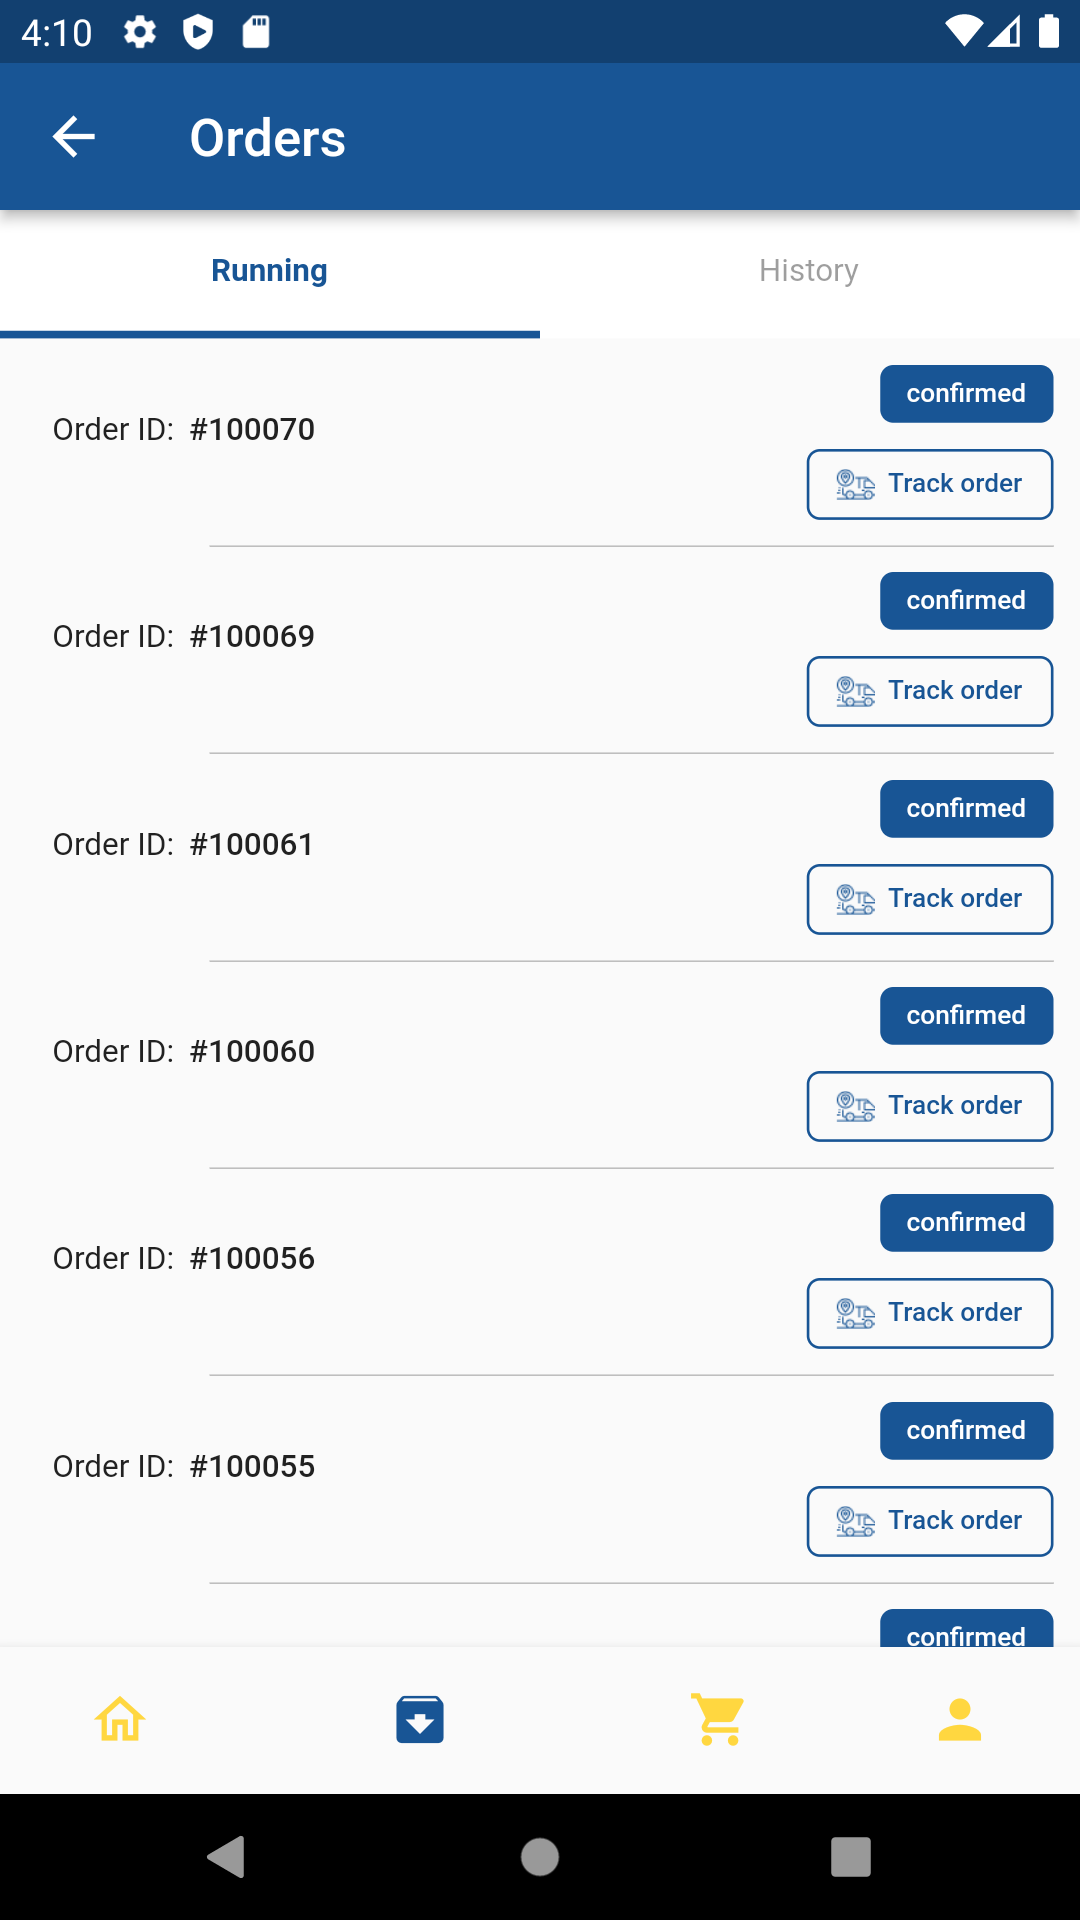 4:10
Orders
Running
History
confirmed
Order ID: #100070
Track order
confirmed
Order ID: #100069
Track order
confirmed
Order ID: #100061
Track order
confirmed
Order ID: #100060
Track order
confirmed
Order ID: #100056
Track order
confirmed
Order ID: #100055
Track order
confirmed